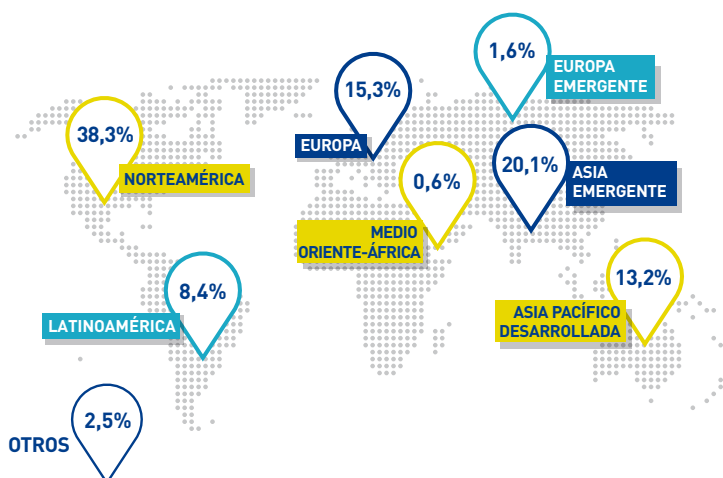 1,6%
EUROPA
EMERGENTE
15,3%
EUROPA
38,3%
NORTEAMÉRICA
0,6%
MEDIO
ORIENTE-ÁFRICA
20,1%
ASIA
EMERGENTE
8,4%
LATINOAMÉRICA
13,2%
ASIA PACÍFICO
DESARROLLADA
2,5%
OTROS